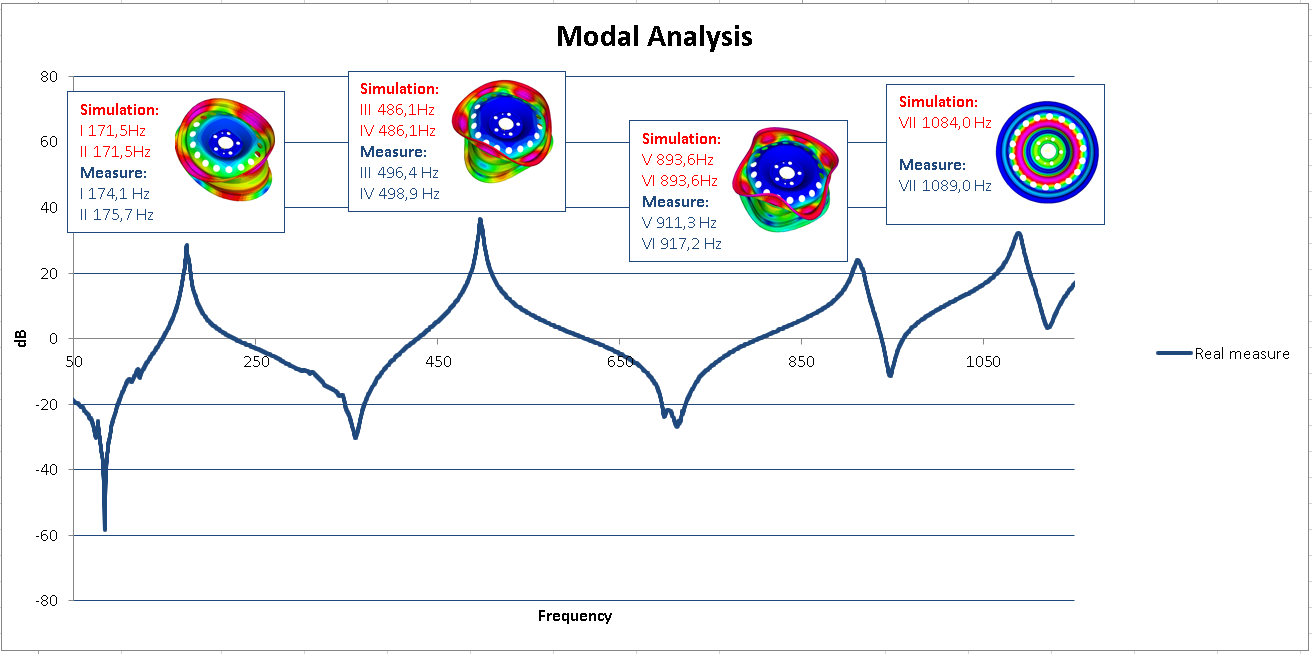 Modal Analysis
80
60
40
20
0
-20
-40
-60
-80
dB
50
250
450
650
850
1050
Frequency
Simulation:
I 171,5Hz
II 171,5Hz
Measure:
I 174,1 Hz
II 175,7 Hz
Simulation:
III 486,1Hz
IV 486,1Hz
Measure:
III 496,4 Hz
IV 498,9 Hz
Simulation:
V 893,6Hz
VI 893,6Hz
Measure:
V 911,3 Hz
VI 917,2 Hz
Simulation:
VII 1084,0 Hz
Measure:
VII 1089,0 Hz
Real measure